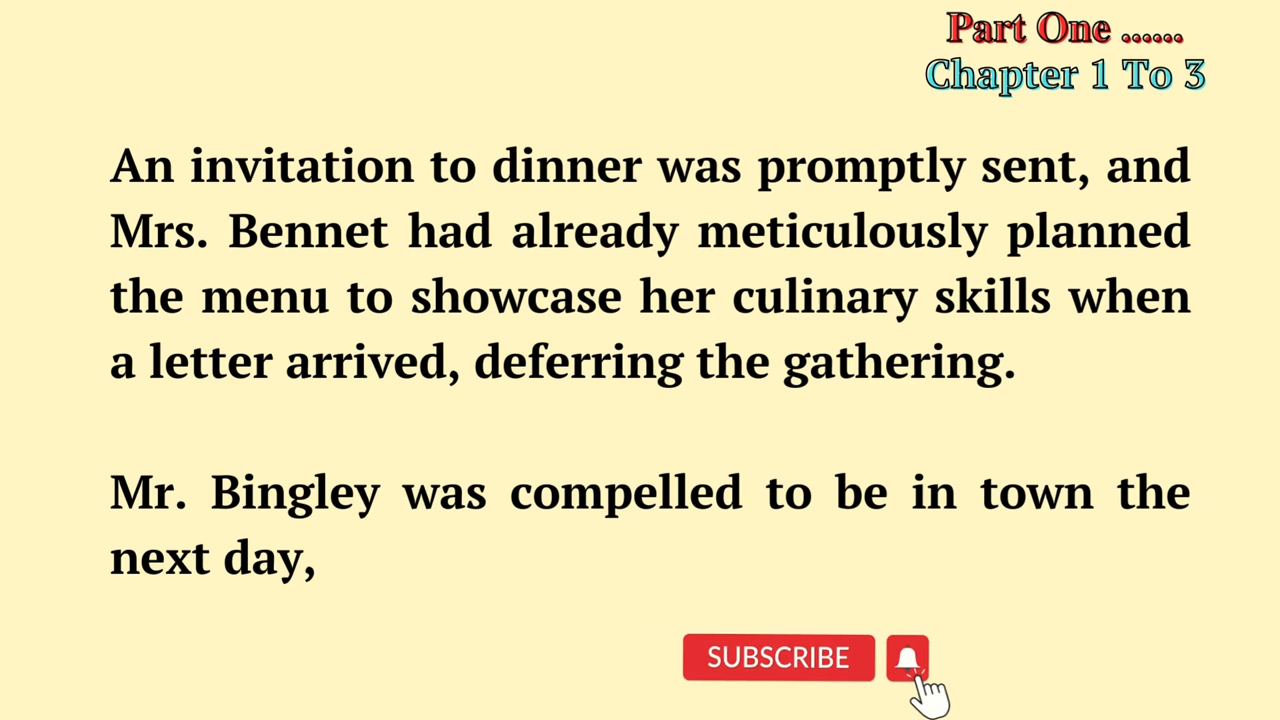 Part One ......
Chapter 1 To 3
An invitation to dinner was promptly sent, and
Mrs. Bennet had already meticulously planned
the menu to showcase her culinary skills when
a letter arrived, deferring the gathering.
Mr. Bingley was compelled to be in town the
next day,
SUBSCRIBE